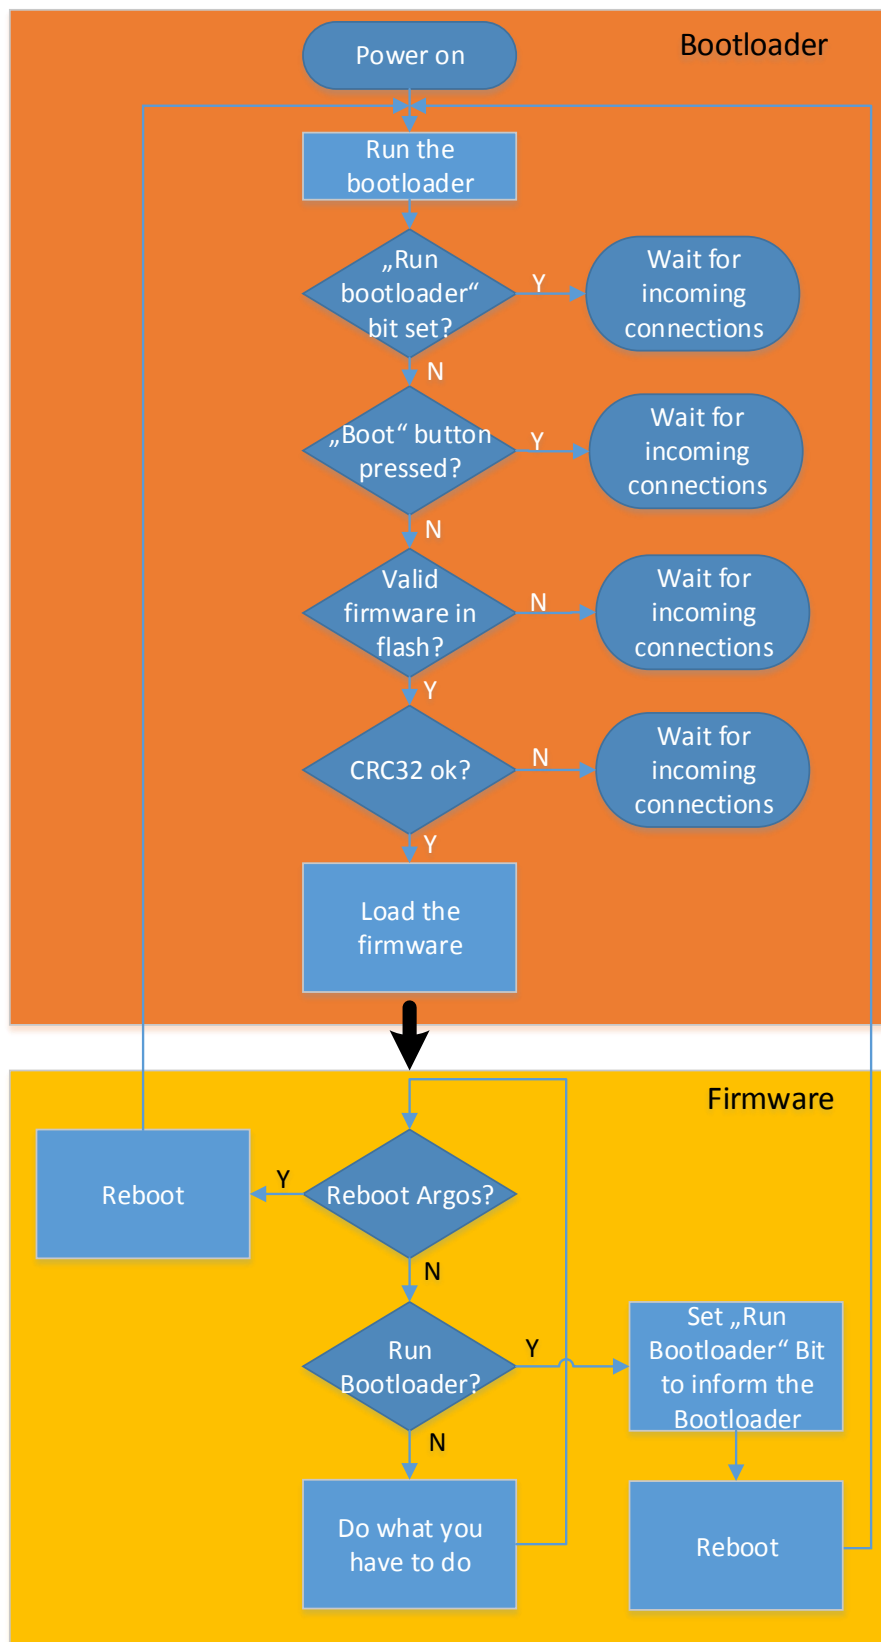 Bootloader
Power on
Run the
bootloader
„Run
bootloader“
bit set?
Y
Wait for
incoming
connections
N
„Boot“ button
pressed?
Y
Wait for
incoming
connections
N
Valid
firmware in
flash?
N
Wait for
incoming
connections
Y
CRC32 ok?
N
Wait for
incoming
connections
Y
Load the
firmware
Firmware
Reboot
Y
Reboot Argos?
N
Run
Bootloader?
Y
Set „Run
Bootloader“ Bit
to inform the
Bootloader
N
Do what you
have to do
Reboot